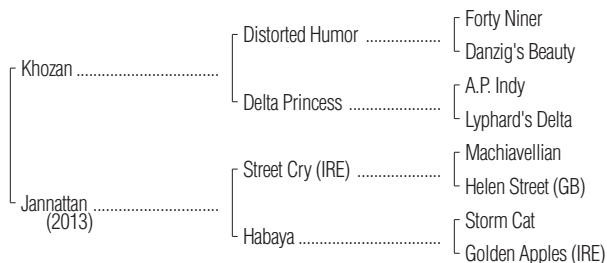 Forty Niner
Distorted Humor ..................
Danzig's Beauty
Khozan ..................................
A.P. Indy
Delta Princess ......................
Lyphard's Delta
Machiavellian
Street Cry (IRE) ...................
Helen Street (GB)
Jannattan ..............................
(2013)
Storm Cat
Habaya ..................................
Golden Apples (IRE)